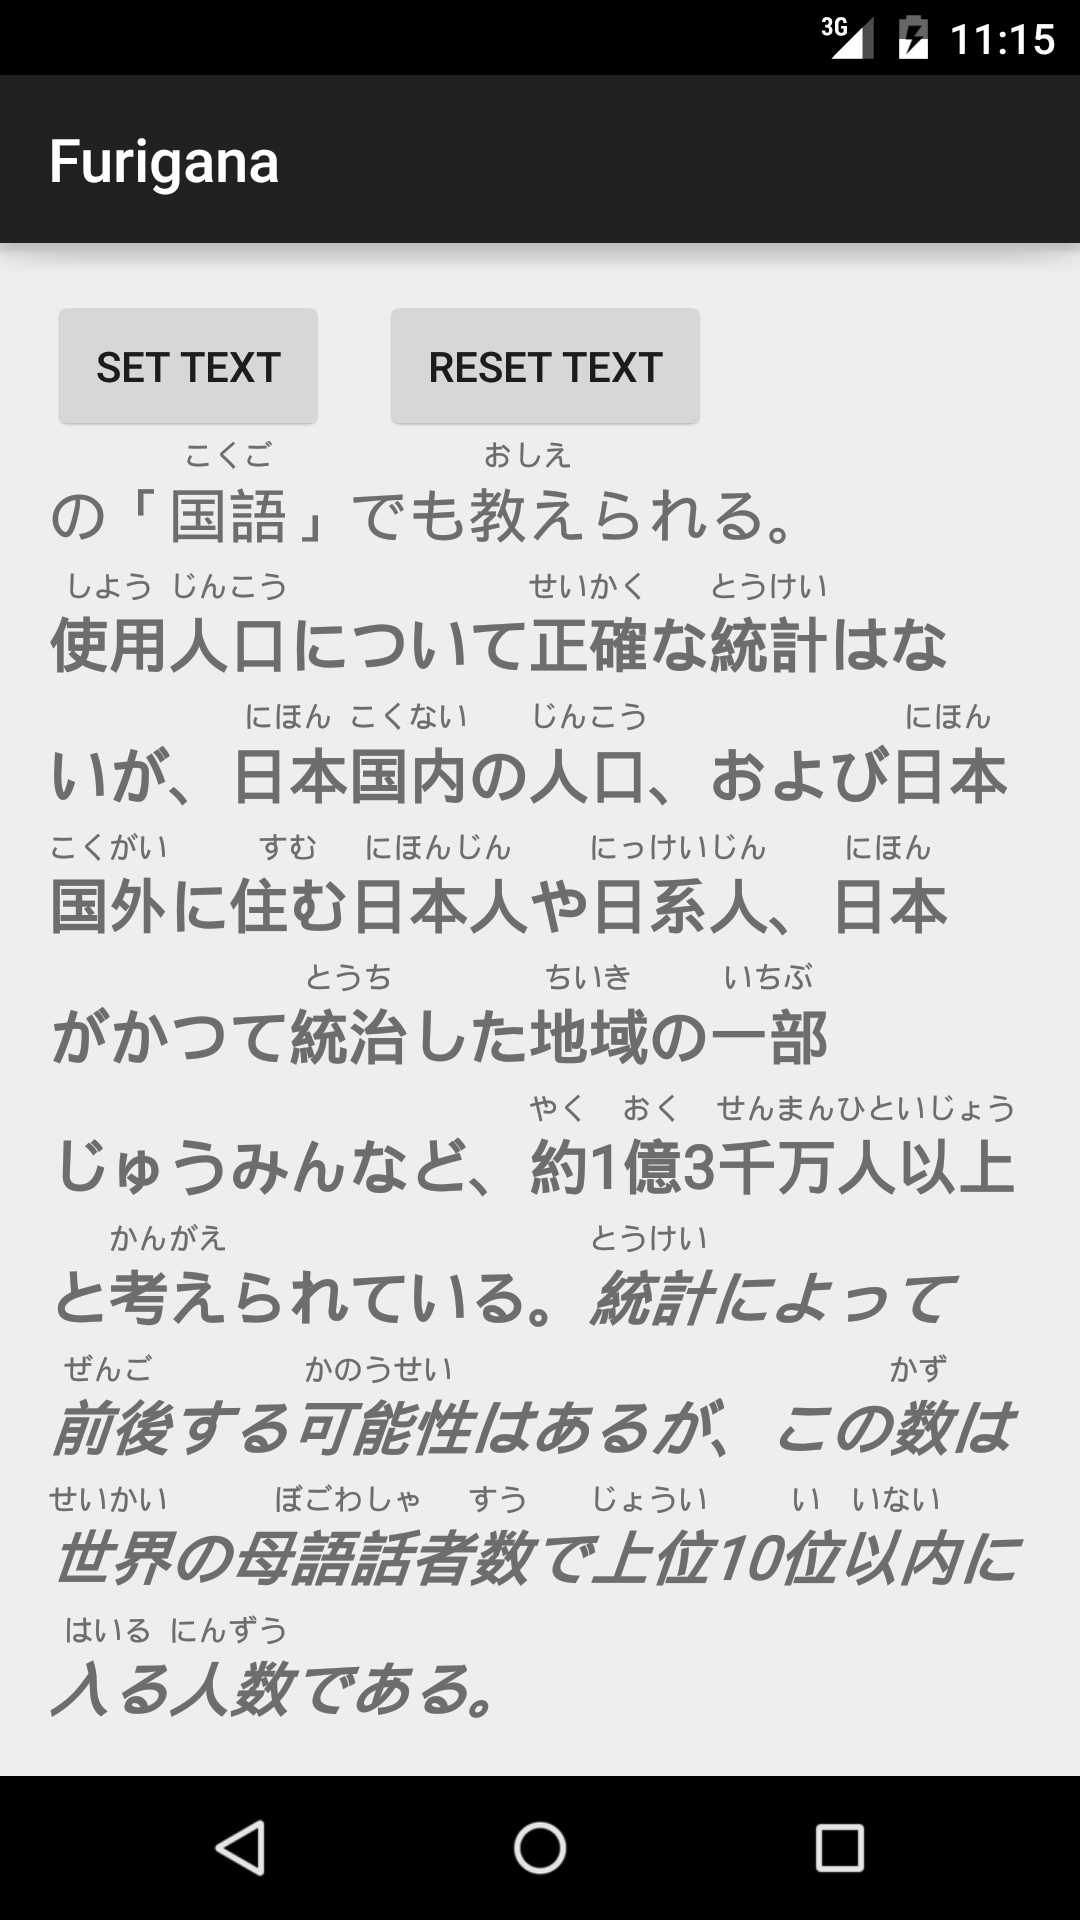 3G 11:15
Furigana
SET TEXT RESET TEXT
こくご おしえ
の「国語」でも教えられる。
しよう じんこう せいかく とうけい
使用人口について正確な統計はな
にほん こくない じんこう にほん
いが、日本国内の人口、および日本
こくがい すむ にほんじん にっけいじん にほん
国外に住む日本人や日系人、日本
とうち ちいき いちぶ
がかつて統治した地域の一部
やく おく せんまんひといじょう
じゅうみんなど、約1億3千万人以上
かんがえ とうけい
と考えられている。統計によって
ぜんご かのうせい かず
前後する可能性はあるが、この数は
せいかい ぼごわしゃ すう じょうい い いない
世界の母語話者数で上位10位以内に
はいる にんずう
入る人数である。